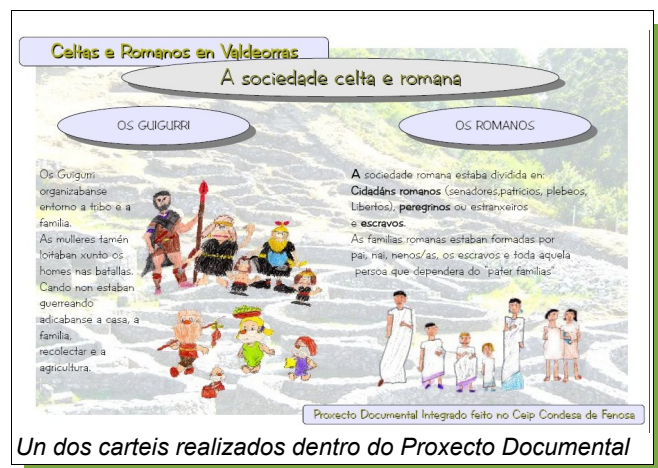 Celtas e Romanos en Valdeorras
A sociedade celta e romana
OS GUIGURRI
Os Guigurri
organizabanse
entorno a tribo e a
familia.
As mulleres tamén
loitaban xunto os
homes nas batallas.
Cando non estaban
guerreando
adicabanse a casa, a
familia,
recolectar e a
agricultura.
OS ROMANOS
A sociedade romana estaba dividida en:
Cidadáns romanos (senadores,patricios, plebeos,
Libertos), peregrinos ou estranxeiros
e escravos.
As familias romanas estaban formadas por
pai, nai, nenos/as, os escravos e toda aquela
persoa que dependera do "pater familias"
Proxecto Documental Integrado feito no Ceip Condesa de Fenosa
Un dos carteis realizados dentro do Proxecto Documental